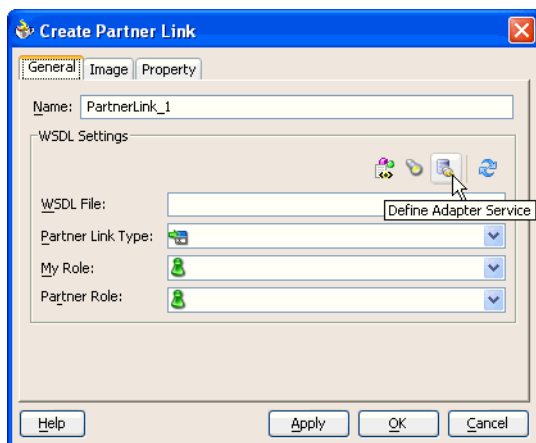 Create Partner Link
General Image Property
Name: PartnerLink_1
WSDL Settings
WSDL File:
Define Adapter Service
Partner Link Type:
My Role:
Partner Role:
Help Apply OK Cancel